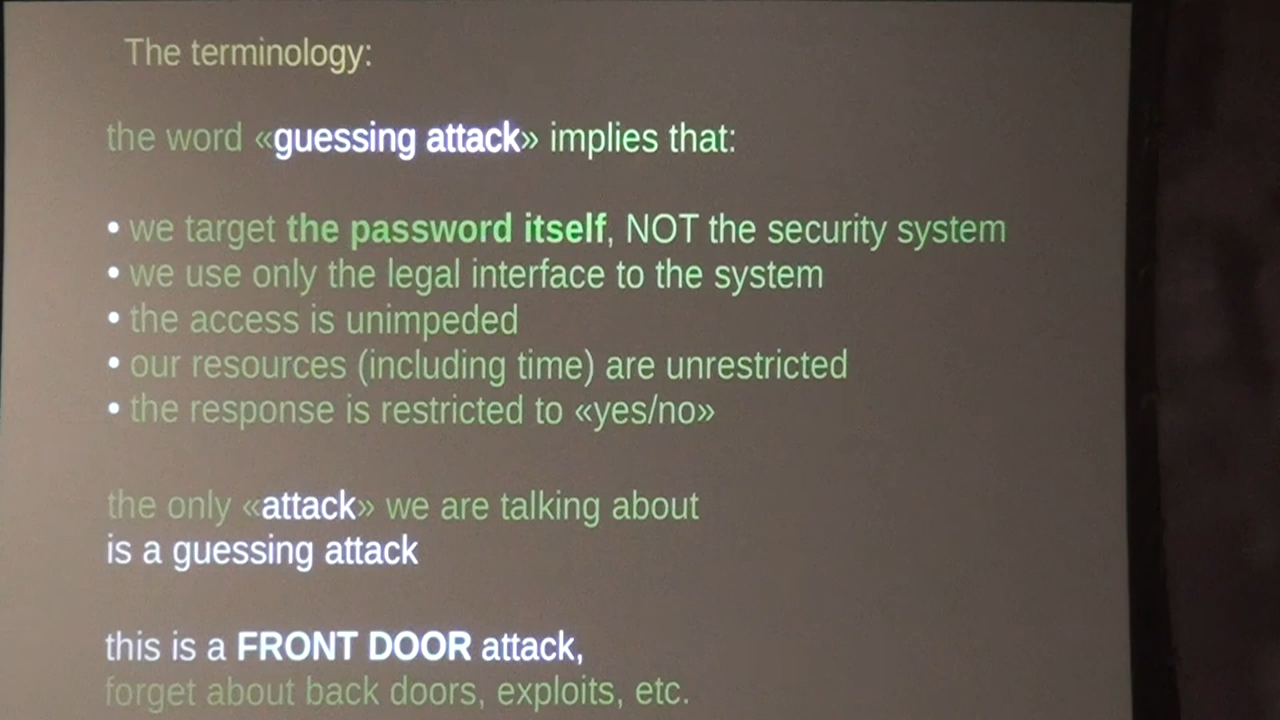 The terminology:
the word «guessing attack» implies that:
• we target the password itself, NOT the security system
• we use only the legal interface to the system
• the access is unimpeded
• our resources (including time) are unrestricted
• the response is restricted to «yes/no»
the only «attack» we are talking about
is a guessing attack
this is a FRONT DOOR attack,
forget about back doors, exploits, etc.